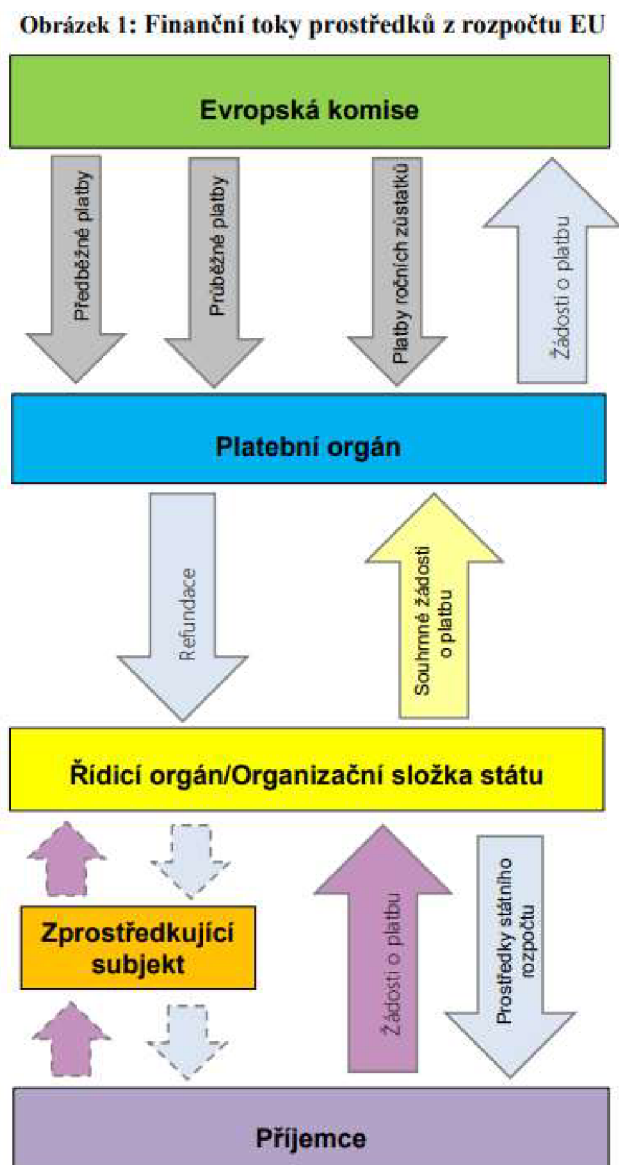 Obrázek 1: Finanční toky prostředků z rozpočtu EU
Evropská komise
Předběžné platby
Průběžné platby
Platby ročních zůstatků
Žádosti o platbu
Platební orgán
Refundace
Souhrnné žádosti
o platbu
Řídicí orgán/Organizační složka státu
Zprostředkující
subjekt
Žádosti o platbu
Prostředky státního
rozpočtu
Příjemce